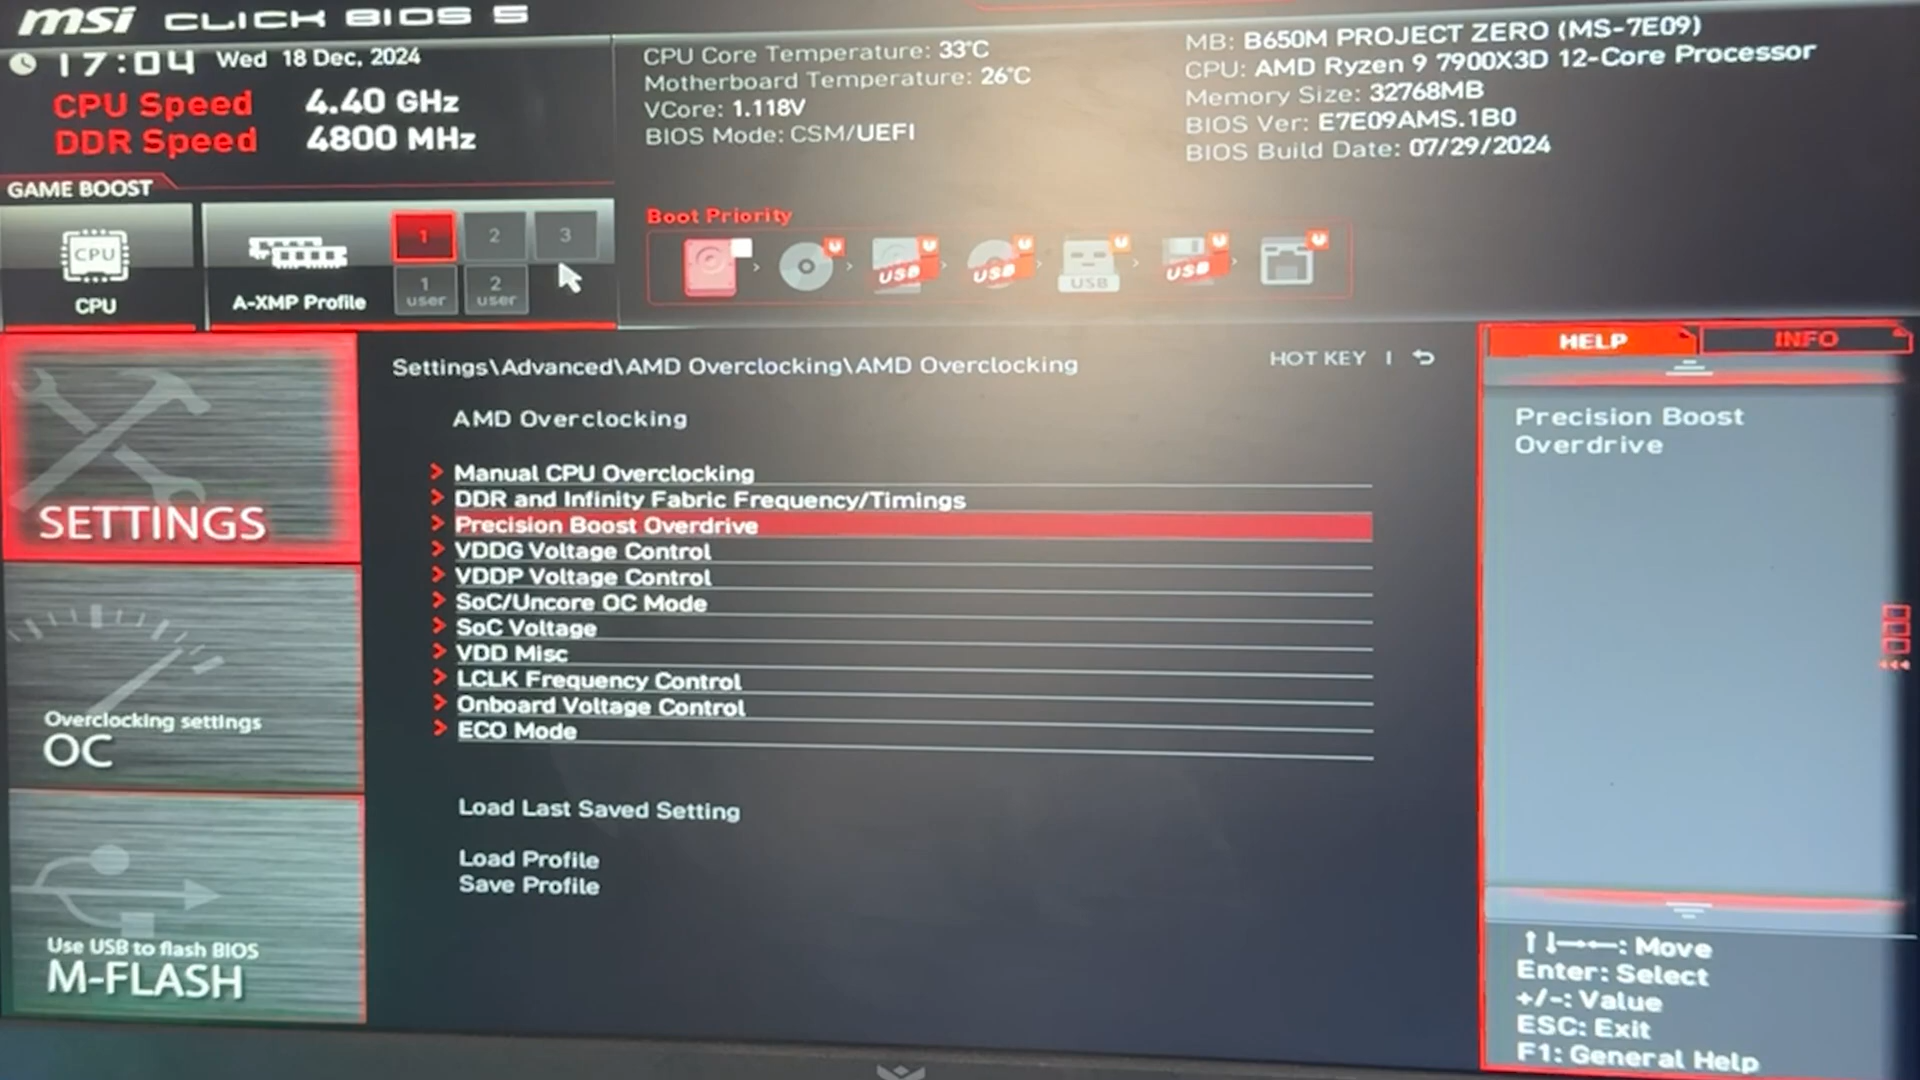 msi CLICK BIOS 5
17:04 Wed 18 Dec, 2024
CPU Speed 4.40 GHz
DDR Speed 4800 MHz
CPU Core Temperature: 33°C
Motherboard Temperature: 26°C
VCore: 1.118V
BIOS Mode: CSM/UEFI
MB: B650M PROJECT ZERO (MS-7E09)
CPU: AMD Ryzen 9 7900X3D 12-Core Processor
Memory Size: 32768MB
BIOS Ver: E7E09AMS.1B0
BIOS Build Date: 07/29/2024
GAME BOOST
CPU
CPU
A-XMP Profile
1 2 3
1 user 2 user
Boot Priority
U U U U U U
USB USB USB USB
SETTINGS
Overclocking settings
OC
Use USB to flash BIOS
M-FLASH
Settings\Advanced\AMD Overclocking\AMD Overclocking
HOT KEY |
AMD Overclocking
> Manual CPU Overclocking
> DDR and Infinity Fabric Frequency/Timings
> Precision Boost Overdrive
> VDDG Voltage Control
> VDDP Voltage Control
> SoC/Uncore OC Mode
> SoC Voltage
> VDD Misc
> LCLK Frequency Control
> Onboard Voltage Control
> ECO Mode
Load Last Saved Setting
Load Profile
Save Profile
HELP
INFO
Precision Boost
Overdrive
↑↓→←: Move
Enter: Select
+/-: Value
ESC: Exit
F1: General Help